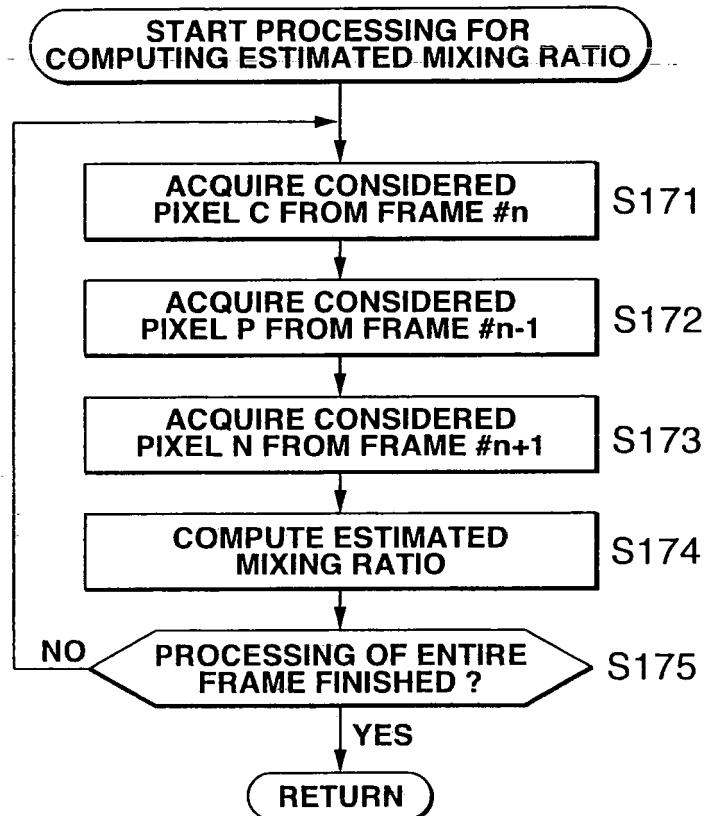 START PROCESSING FOR
COMPUTING ESTIMATED MIXING RATIO
ACQUIRE CONSIDERED
PIXEL C FROM FRAME #n
S171
ACQUIRE CONSIDERED
PIXEL P FROM FRAME #n-1
S172
ACQUIRE CONSIDERED
PIXEL N FROM FRAME #n+1
S173
COMPUTE ESTIMATED
MIXING RATIO
S174
NO
PROCESSING OF ENTIRE
FRAME FINISHED ?
S175
YES
RETURN